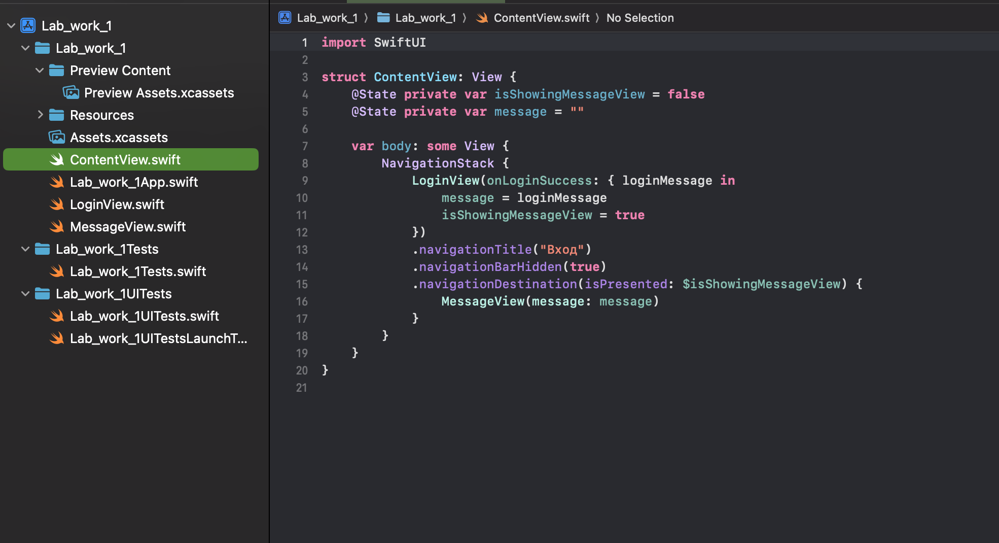 Lab_work_1
Lab_work_1
Preview Content
Preview Assets.xcassets
Resources
Assets.xcassets
ContentView.swift
Lab_work_1App.swift
LoginView.swift
MessageView.swift
Lab_work_1Tests
Lab_work_1Tests.swift
Lab_work_1UITests
Lab_work_1UITests.swift
Lab_work_1UITestsLaunchT...
Lab_work_1 ⟩ Lab_work_1 ⟩ ContentView.swift ⟩ No Selection
1 import SwiftUI
2
3 struct ContentView: View {
4     @State private var isShowingMessageView = false
5     @State private var message = ""
6
7     var body: some View {
8         NavigationStack {
9             LoginView(onLoginSuccess: { loginMessage in
10                 message = loginMessage
11                 isShowingMessageView = true
12             })
13             .navigationTitle("Вход")
14             .navigationBarHidden(true)
15             .navigationDestination(isPresented: $isShowingMessageView) {
16                 MessageView(message: message)
17             }
18         }
19     }
20 }
21